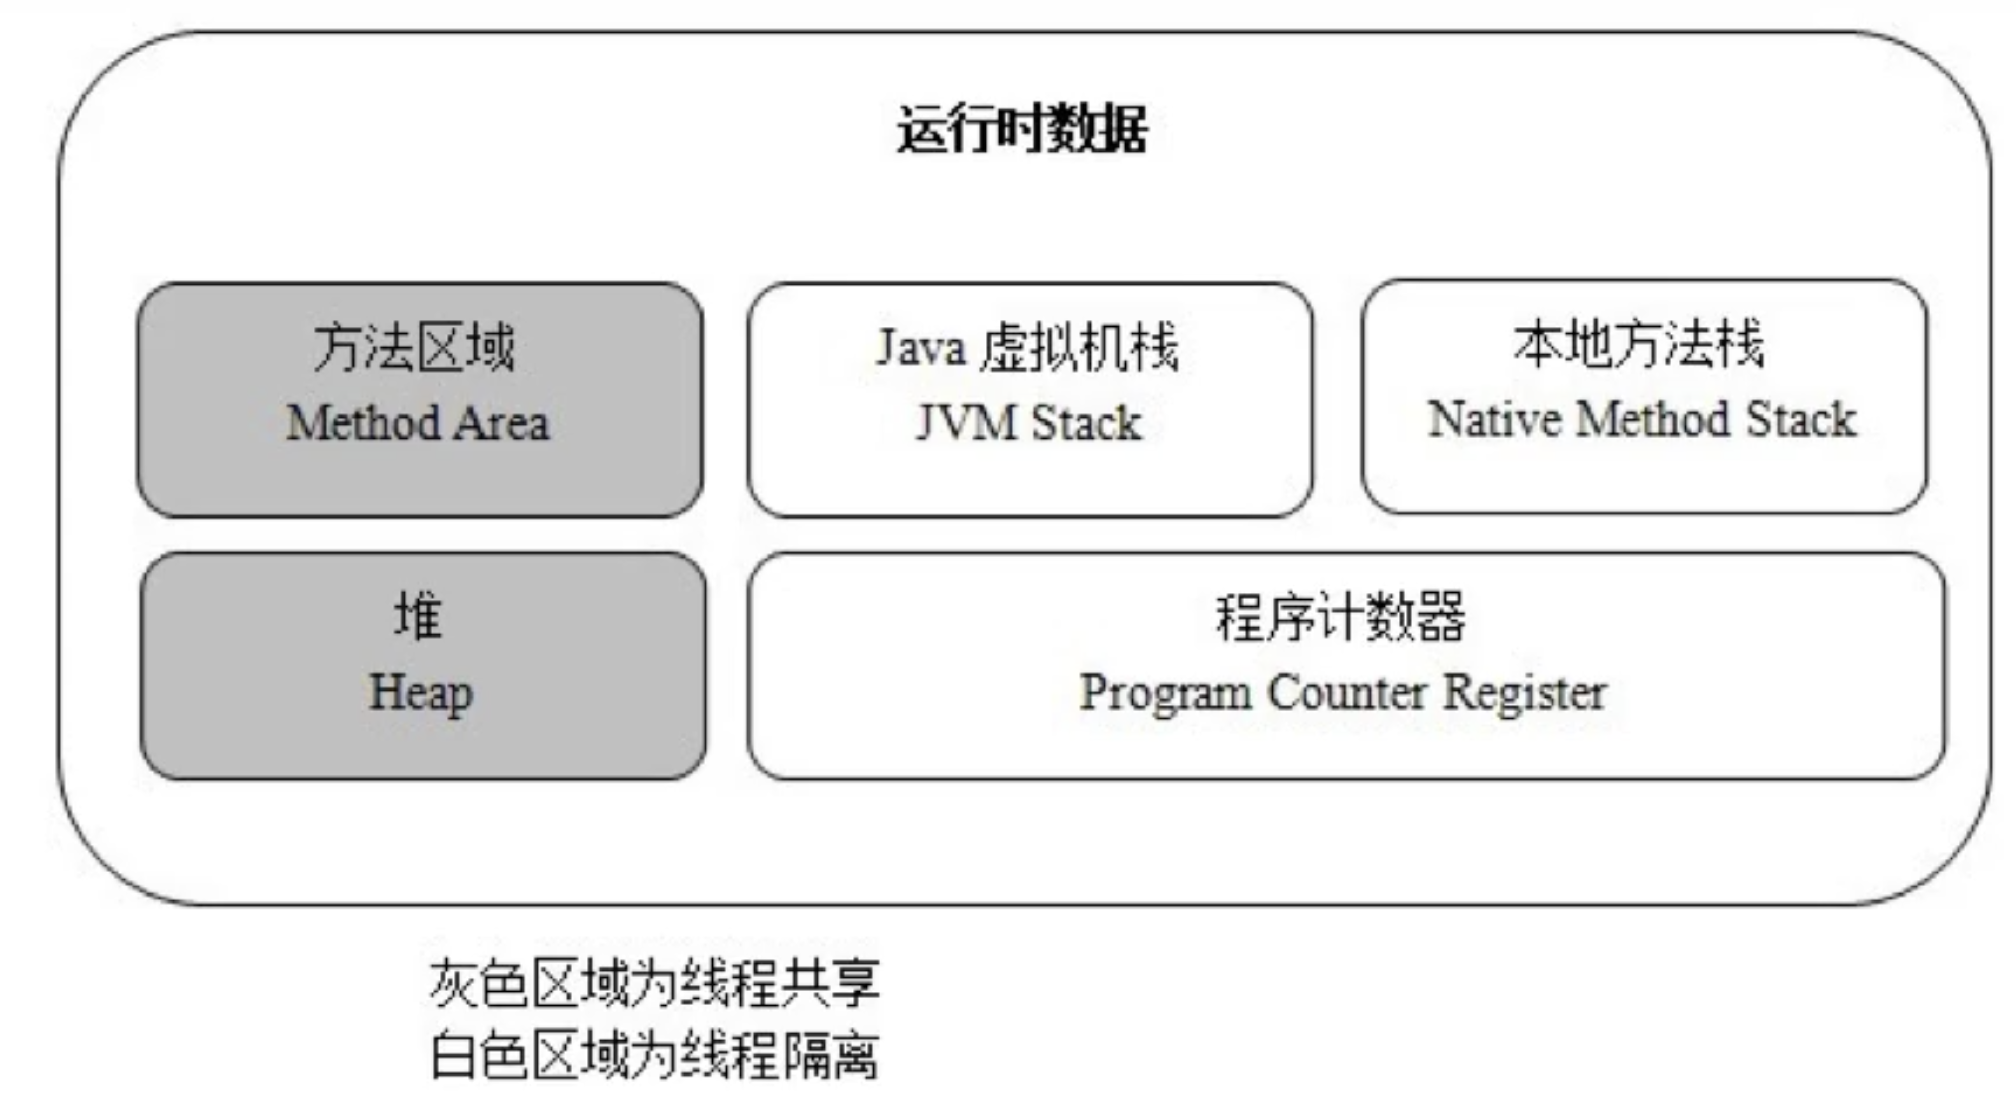 运行时数据
方法区域
Method Area
Java 虚拟机栈
JVM Stack
本地方法栈
Native Method Stack
堆
Heap
程序计数器
Program Counter Register
灰色区域为线程共享
白色区域为线程隔离